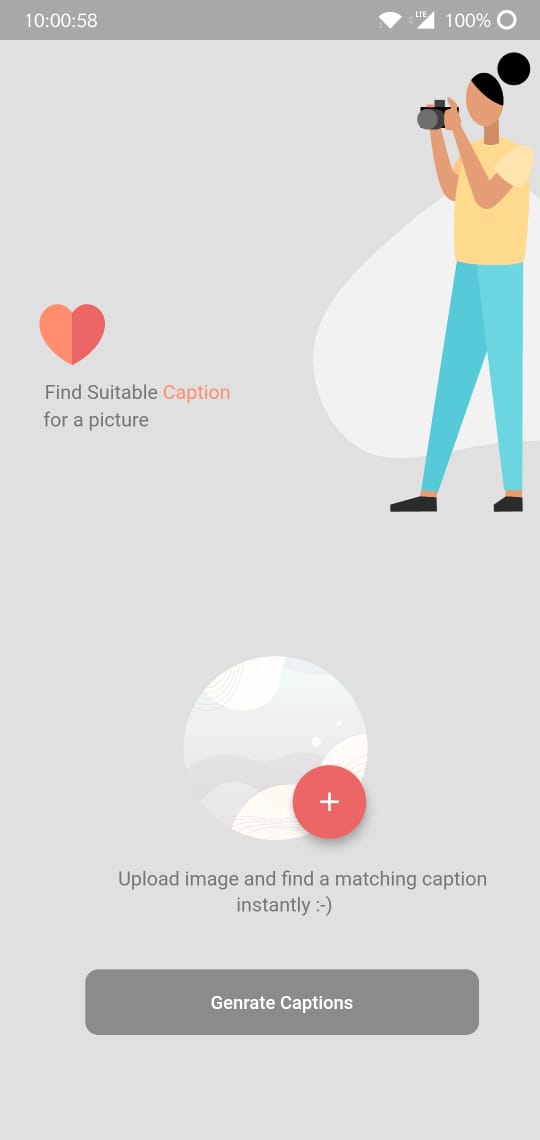 10:00:58 LTE 100%
Find Suitable Caption
for a picture
Upload image and find a matching caption
instantly :-)
Genrate Captions